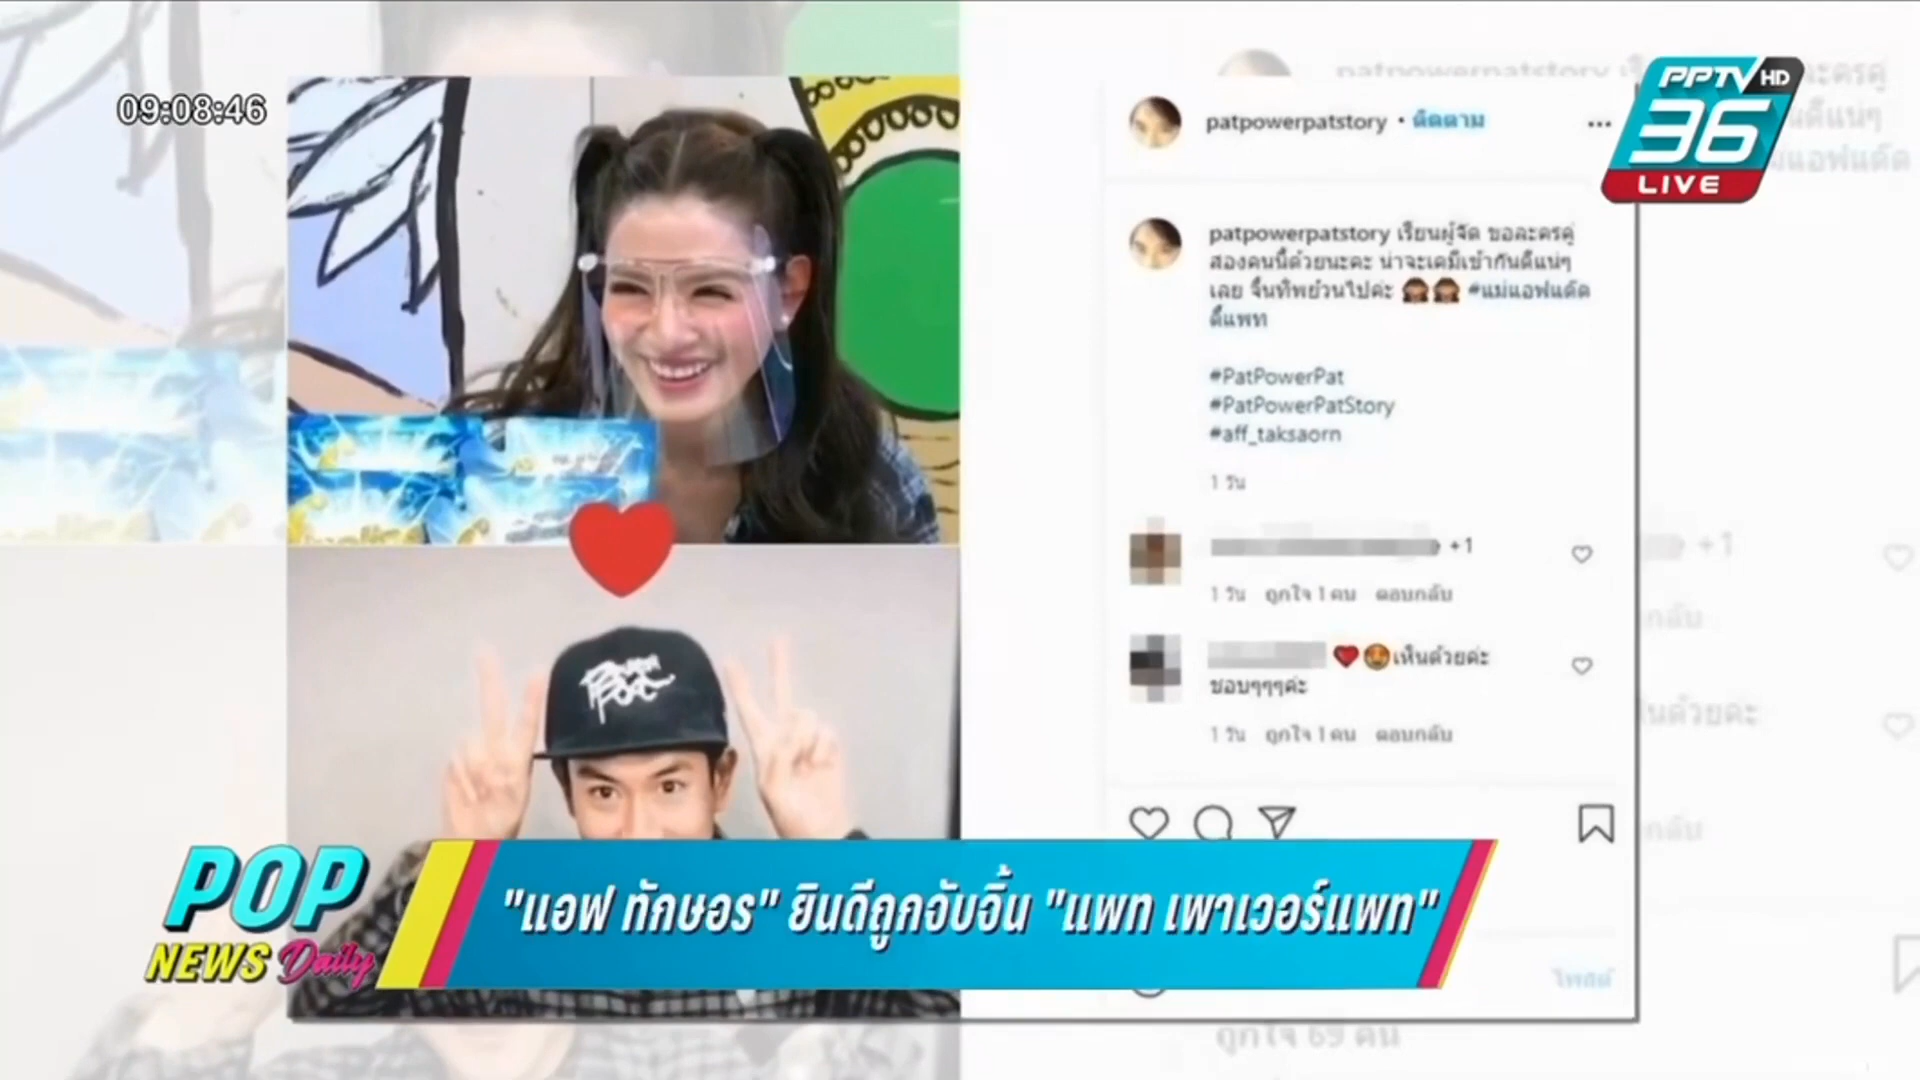 09:08:46
PPTV HD
36
LIVE
patpowerpatstory • ติดตาม
patpowerpatstory เรียนผู้จัด ขอละครคู่
สองคนนี้ด้วยนะคะ น่าจะเคมีเข้ากันดีแน่ๆ
เลย จิ้นทิพย์วนไปค่ะ #แม่แอฟแด๊ด
ดี้แพท
#PatPowerPat
#PatPowerPatStory
#aff_taksaorn
1 วัน
+1
1 วัน ถูกใจ 1 คน ตอบกลับ
เห็นด้วยค่ะ
ชอบๆๆๆค่ะ
1 วัน ถูกใจ 1 คน ตอบกลับ
POP
NEWS Daily
"แอฟ ทักษอร" ยินดีถูกจับจิ้น "แพท เพาเวอร์แพท"
โพสต์
ถูกใจ 69 คน